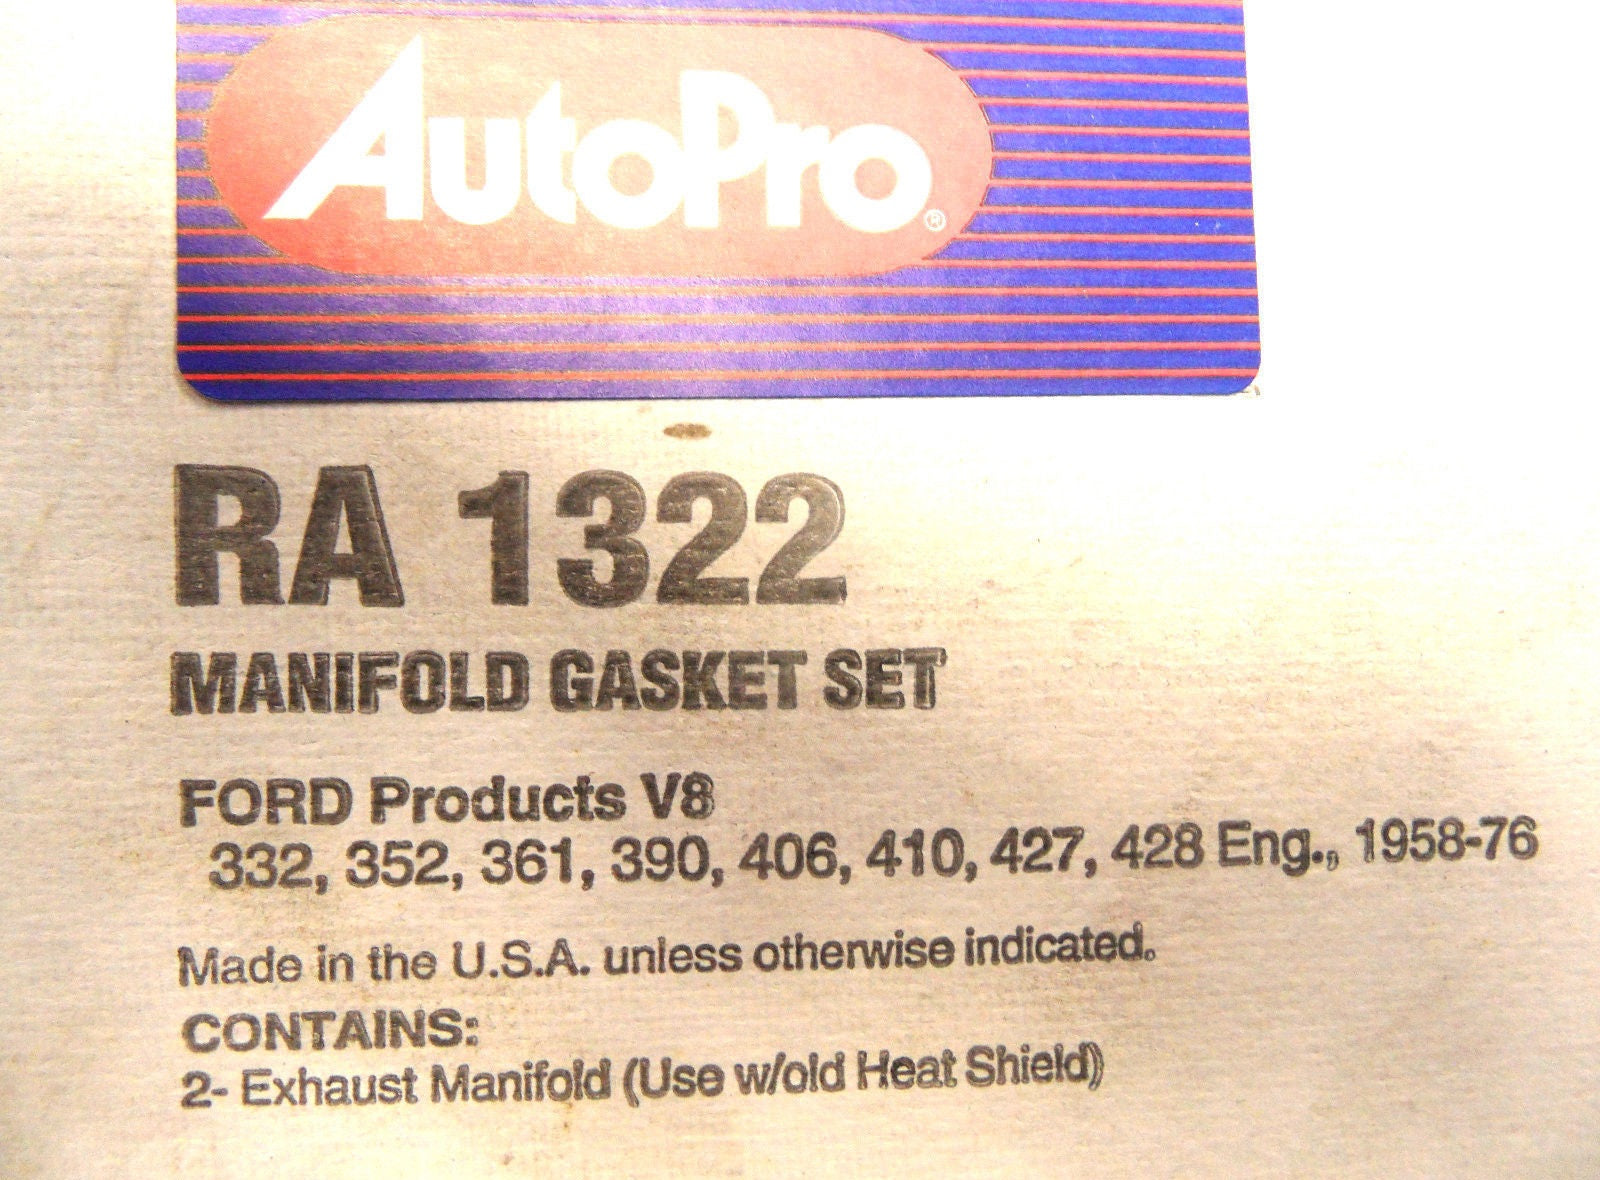 AutoPro®
RA 1322
MANIFOLD GASKET SET
FORD Products V8
332, 352, 361, 390, 406, 410, 427, 428 Eng., 1958-76
Made in the U.S.A. unless otherwise indicated.
CONTAINS:
2- Exhaust Manifold (Use w/old Heat Shield)